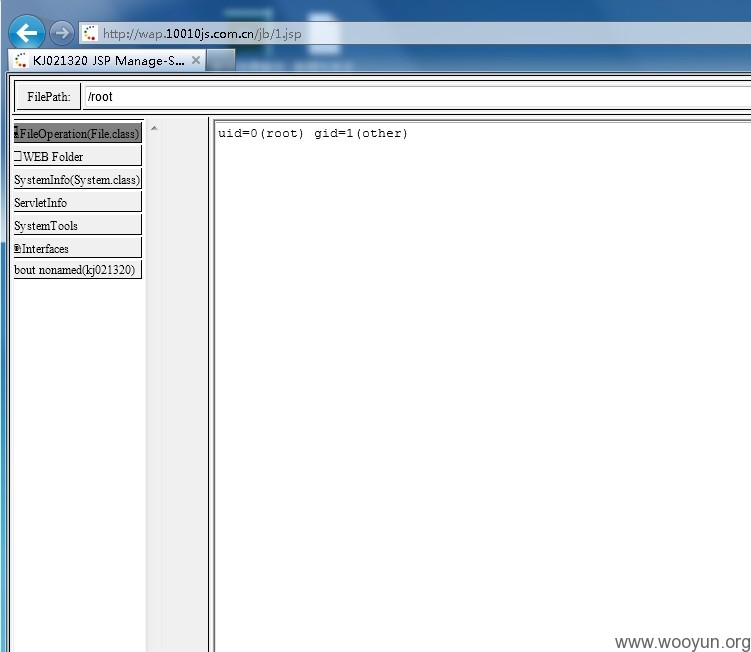 http://wap.10010js.com.cn/jb/1.jsp
KJ021320 JSP Manage-S...
FilePath:
/root
FileOperation(File.class)
uid=0(root) gid=1(other)
WEB Folder
SystemInfo(System.class)
ServletInfo
SystemTools
Interfaces
bout nonamed(kj021320)
www.wooyun.org